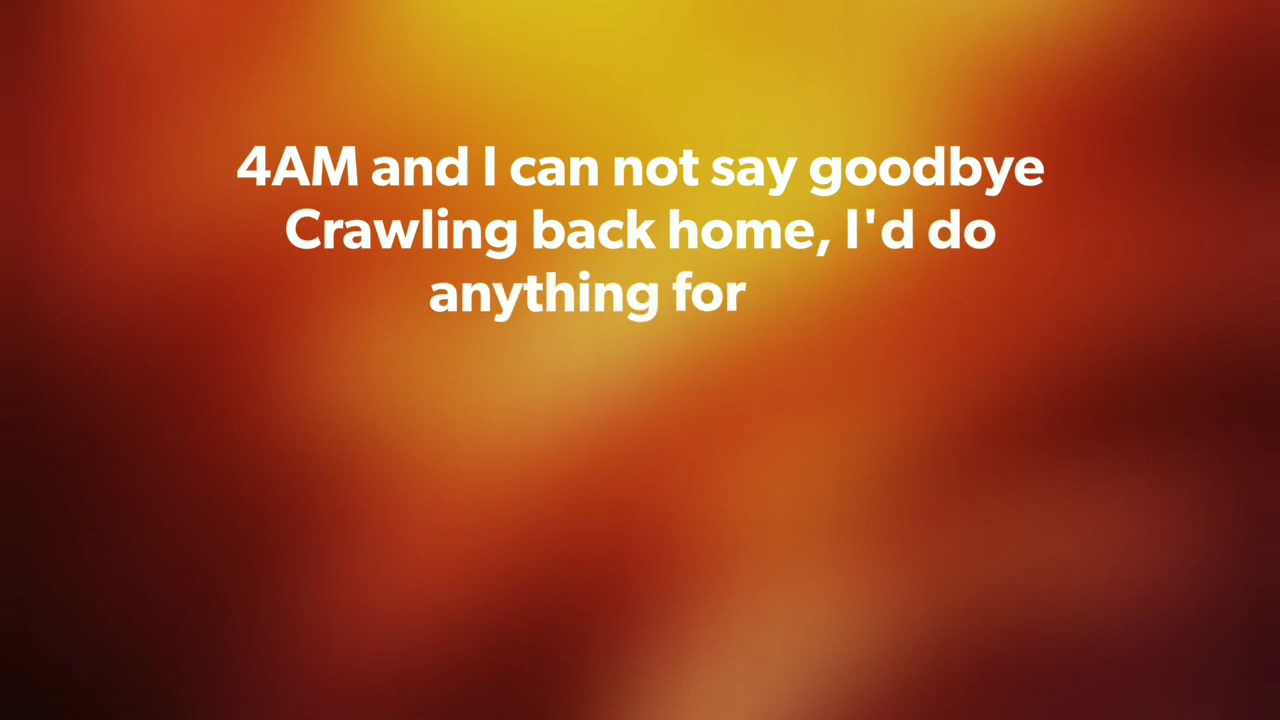 4AM and I can not say goodbye
Crawling back home, I'd do
anything for